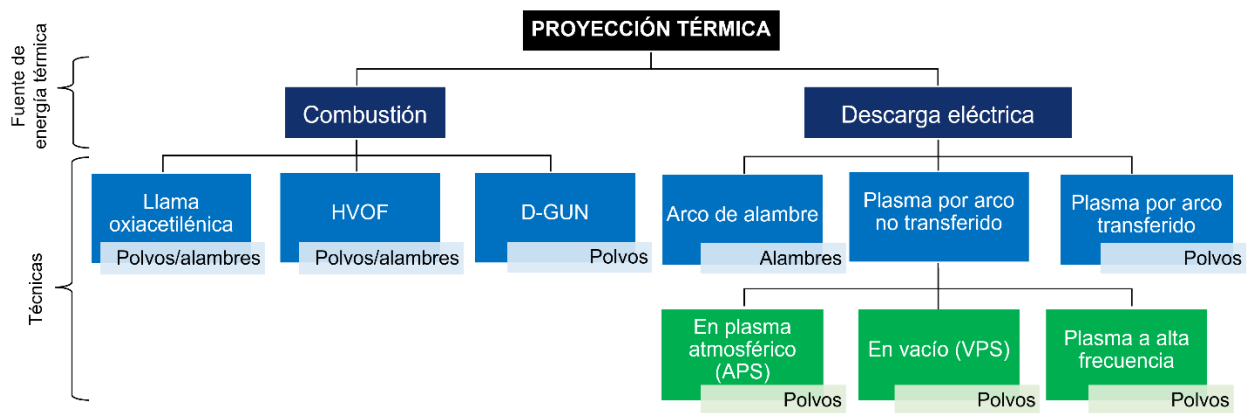 PROYECCIÓN TÉRMICA
Fuente de
energía térmica
Combustión
Descarga eléctrica
Técnicas
Llama
oxiacetilénica
Polvos/alambres
HVOF
Polvos/alambres
D-GUN
Polvos
Arco de alambre
Alambres
Plasma por arco
no transferido
Plasma por arco
transferido
Polvos
En plasma
atmosférico
(APS)
Polvos
En vacío (VPS)
Polvos
Plasma a alta
frecuencia
Polvos